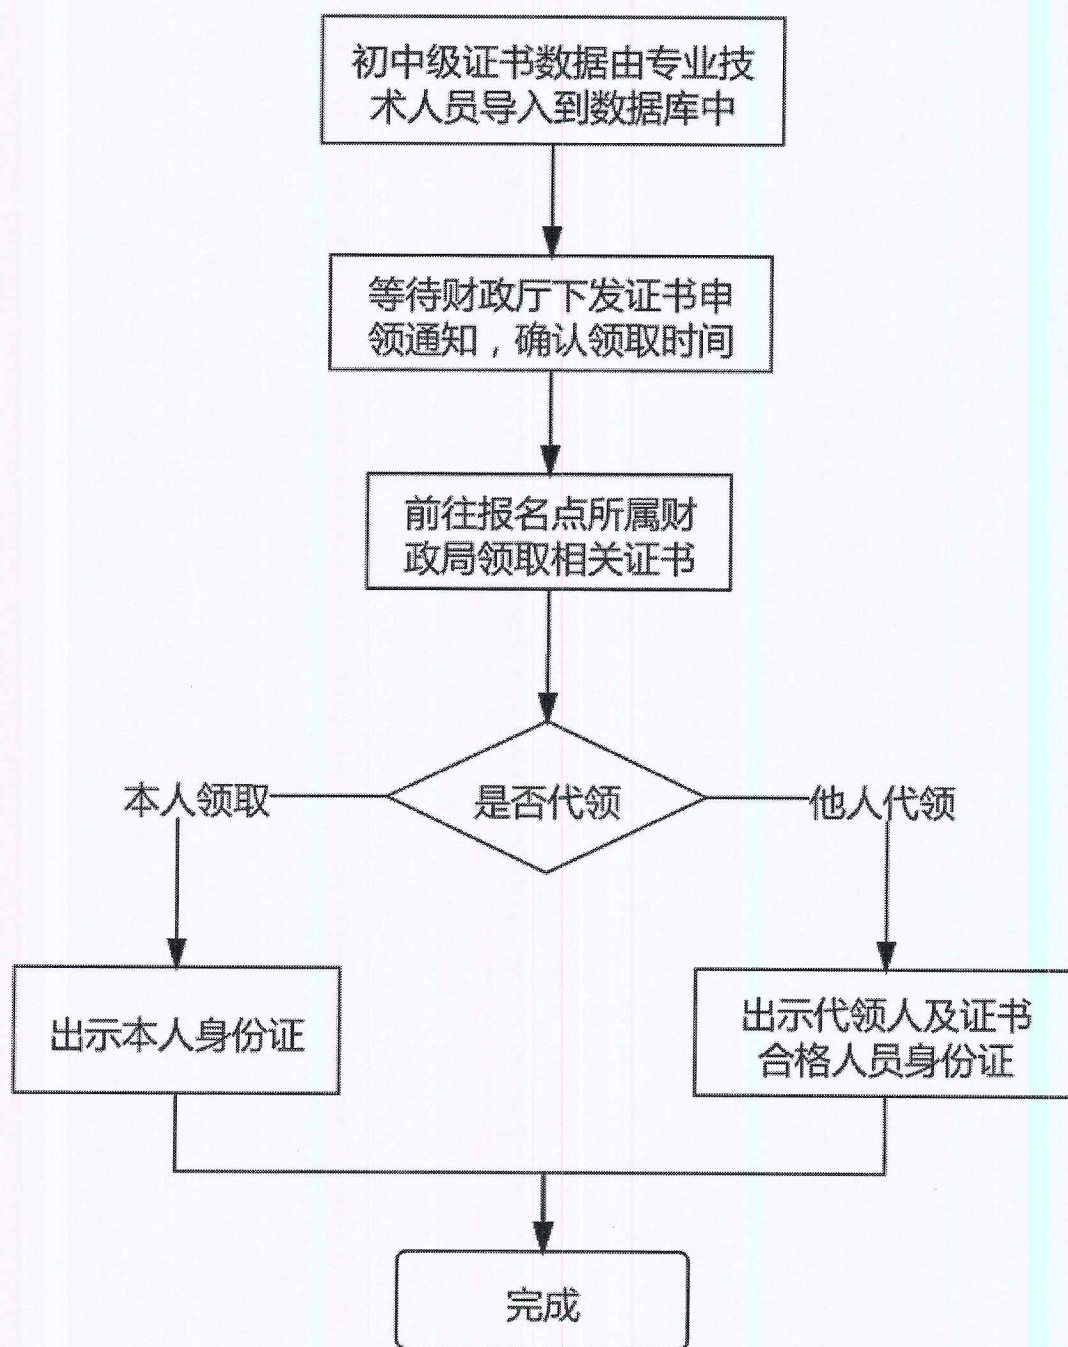 初中级证书数据由专业技
术人员导入到数据库中
等待财政厅下发证书申
领通知，确认领取时间
前往报名点所属财
政局领取相关证书
是否代领
本人领取
他人代领
出示本人身份证
出示代领人及证书
合格人员身份证
完成